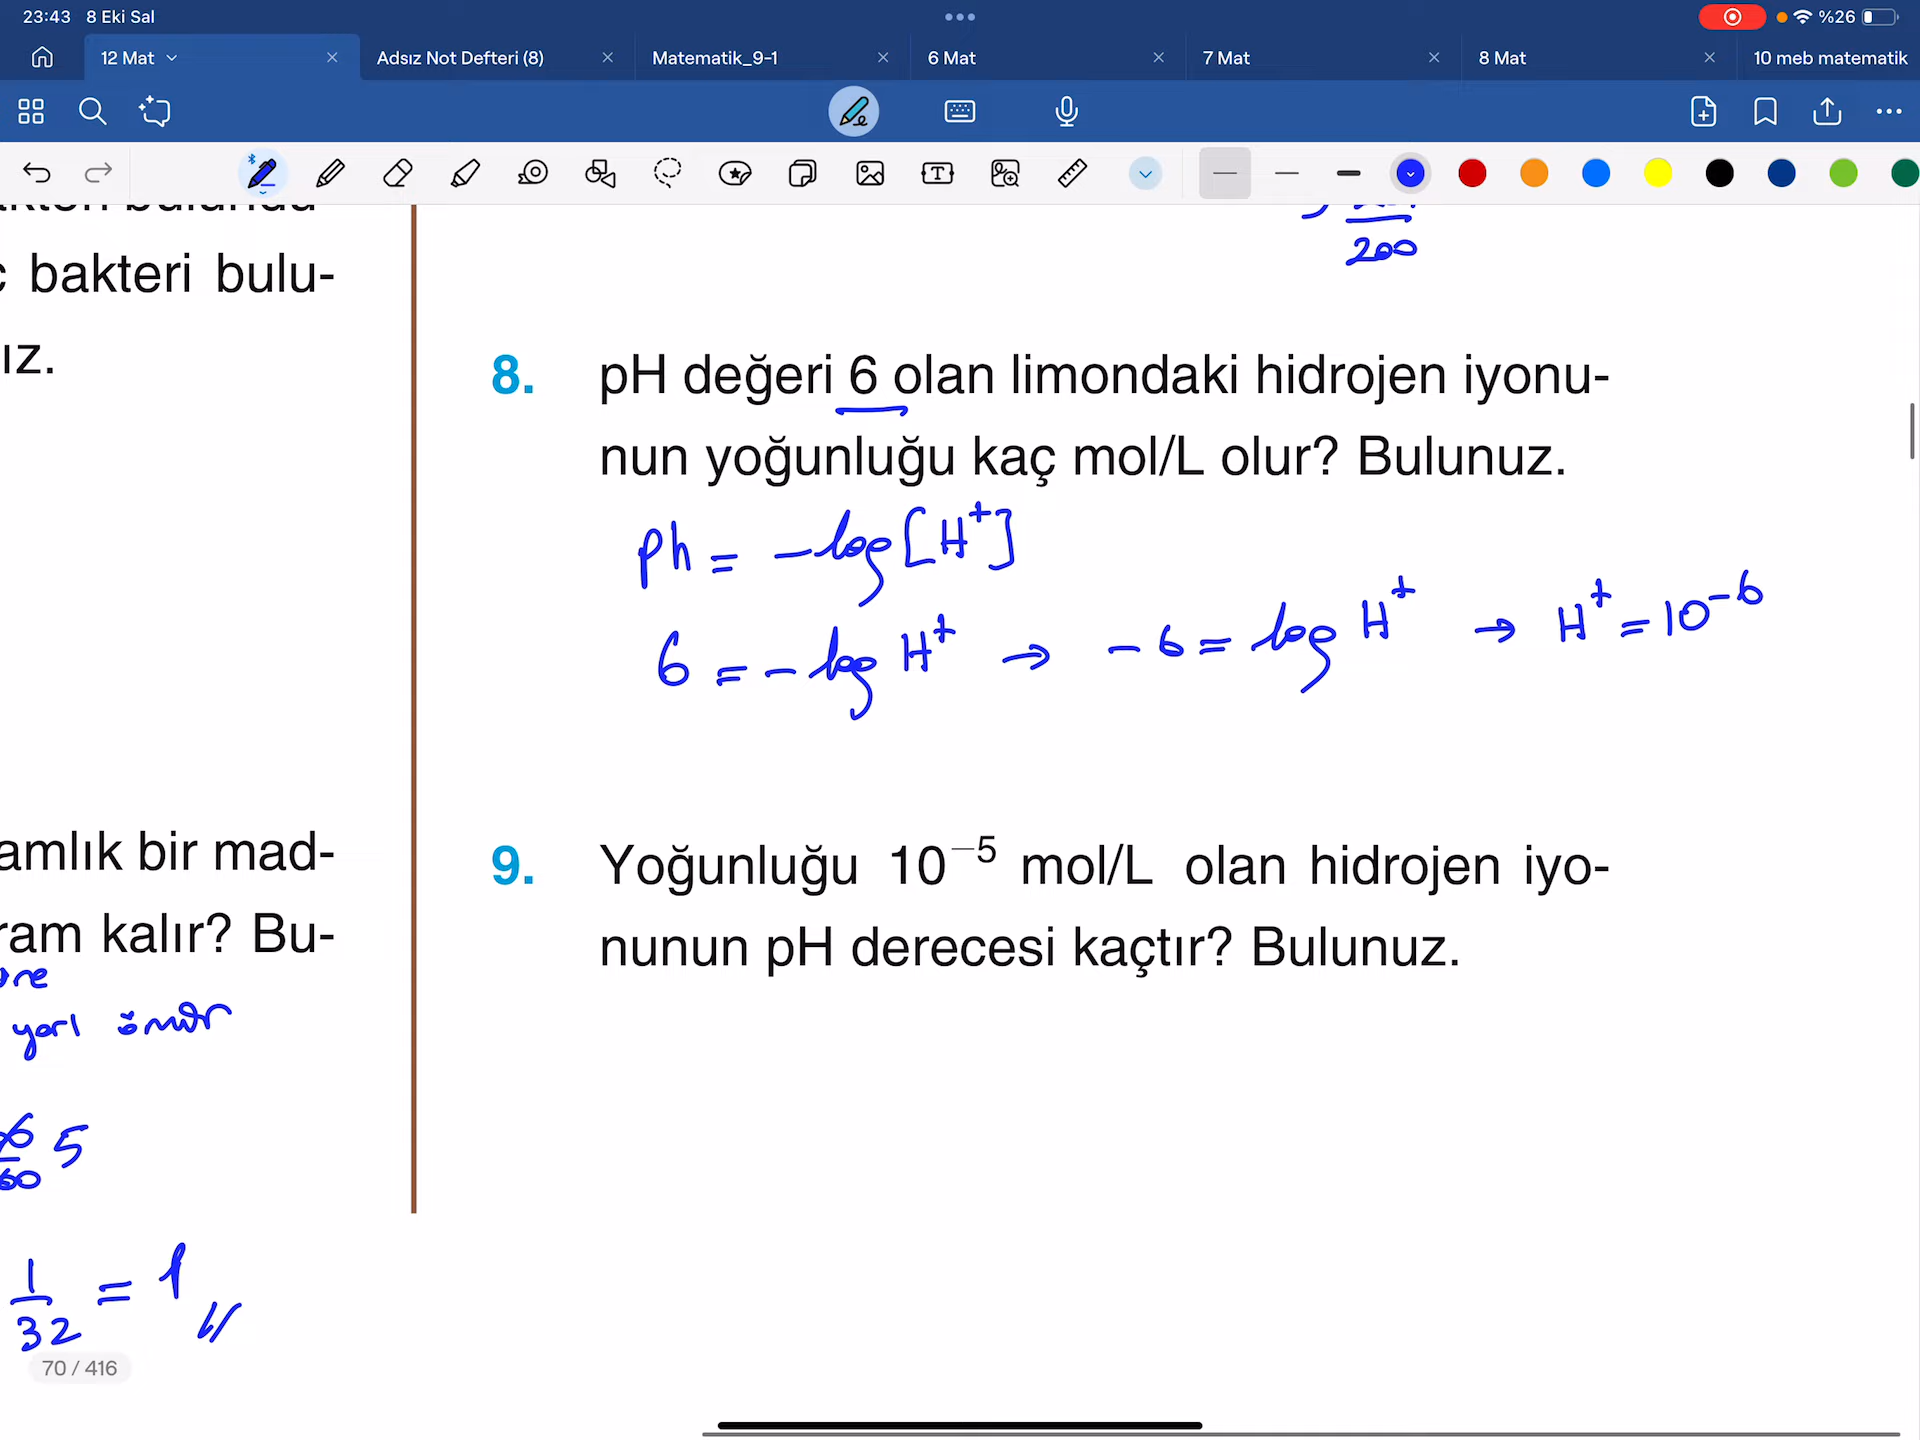 23:43 8 Eki Sal
%26
12 Mat
Adsız Not Defteri (8)
Matematik_9-1
6 Mat
7 Mat
8 Mat
10 meb matematik
bakteri bulu-
ız.
amlık bir mad-
ram kalır? Bu-
yarı ömür
6 5
60
1/32 = 1
70 / 416
200
8. pH değeri 6 olan limondaki hidrojen iyonu-
nun yoğunluğu kaç mol/L olur? Bulunuz.
ph = -log[H⁺]
6 = -log H⁺ → -6 = log H⁺ → H⁺ = 10⁻⁶
9. Yoğunluğu 10⁻⁵ mol/L olan hidrojen iyo-
nunun pH derecesi kaçtır? Bulunuz.